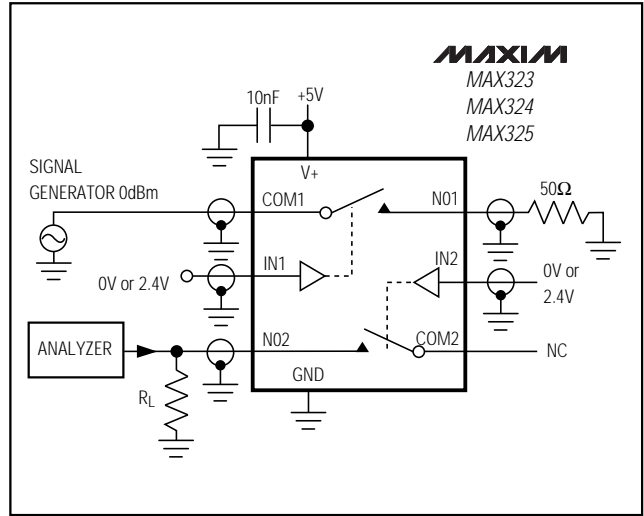 MAXIM
MAX323
MAX324
MAX325
10nF
+5V
V+
SIGNAL
GENERATOR 0dBm
COM1
N01
50Ω
IN1
IN2
0V or 2.4V
0V or
2.4V
ANALYZER
N02
COM2
NC
RL
GND